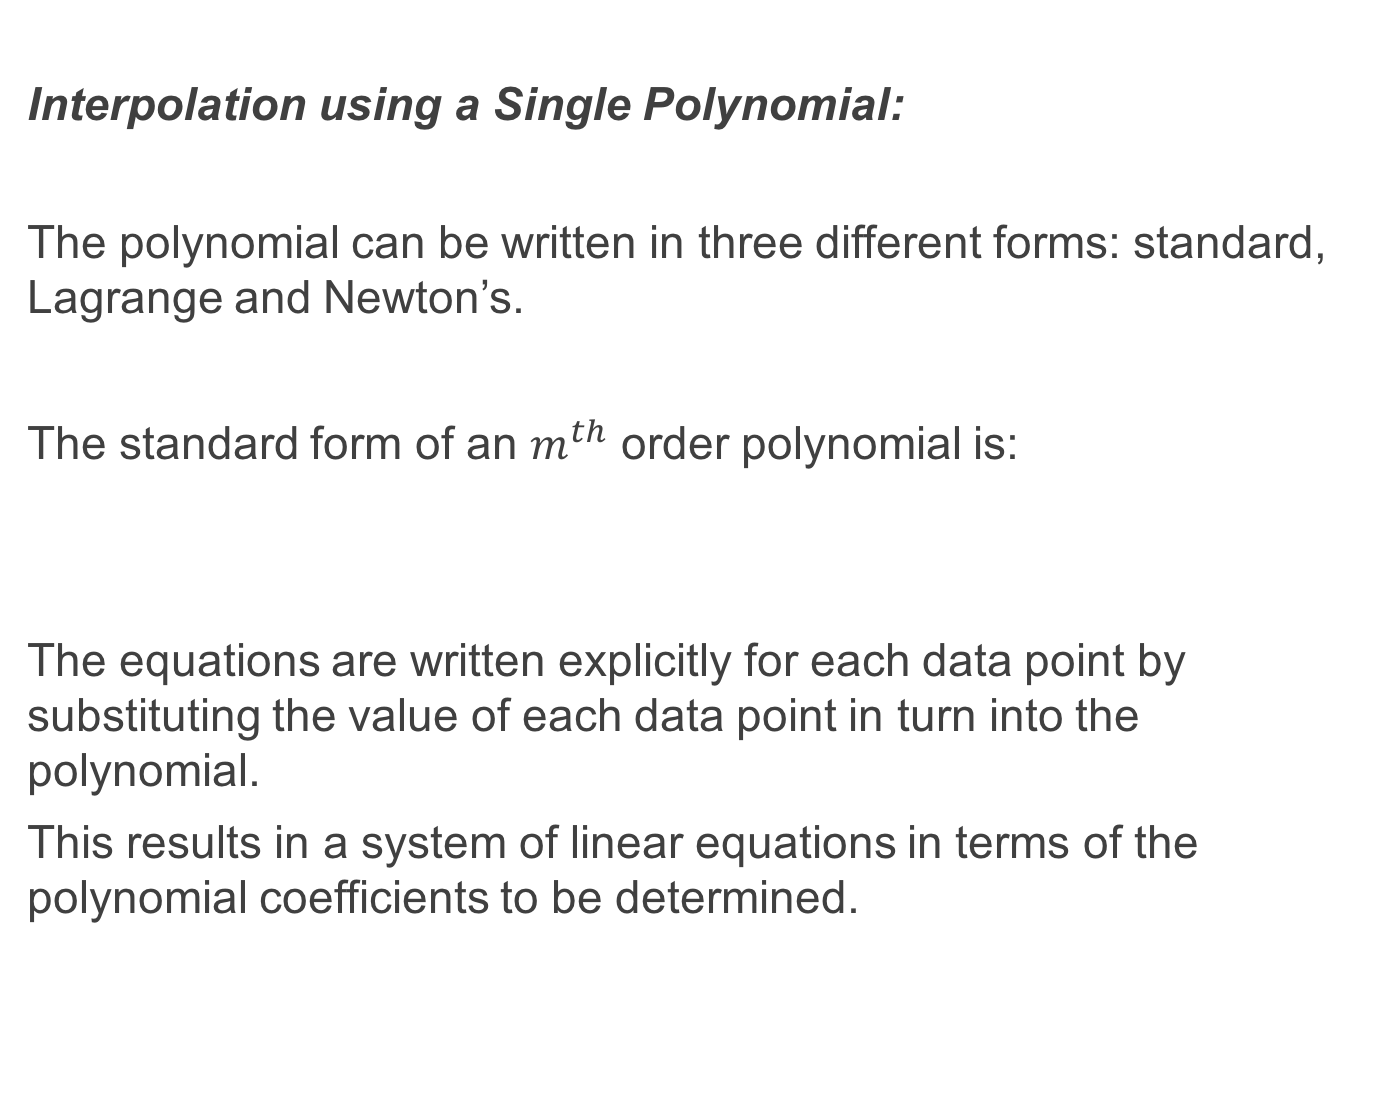 Interpolation using a Single Polynomial:
The polynomial can be written in three different forms: standard,
Lagrange and Newton’s.
The standard form of an $m^{th}$ order polynomial is:
The equations are written explicitly for each data point by
substituting the value of each data point in turn into the
polynomial.
This results in a system of linear equations in terms of the
polynomial coefficients to be determined.